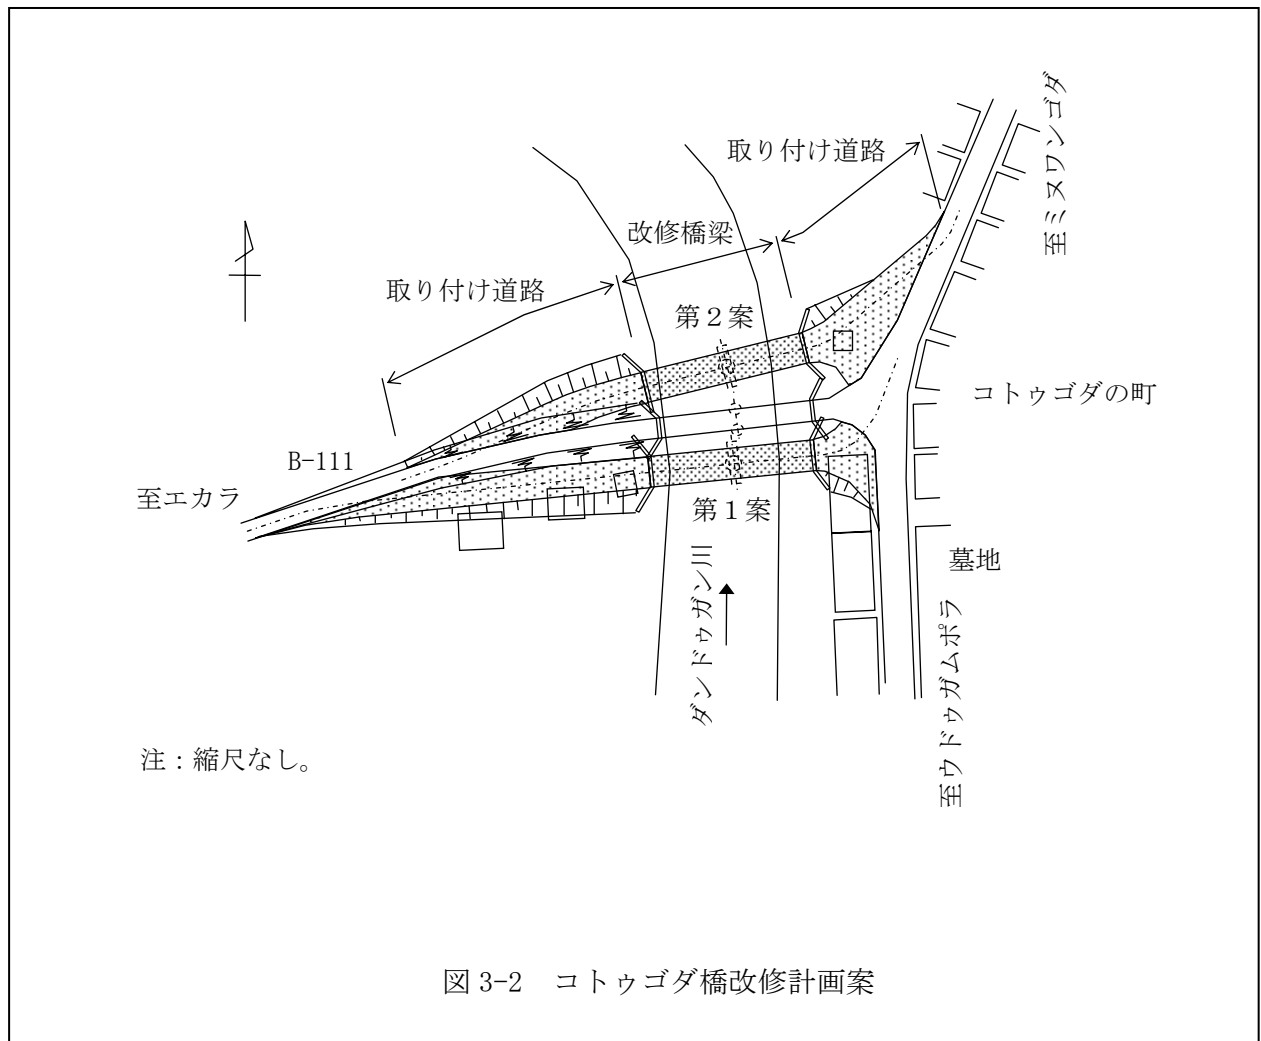 取り付け道路
至ミヌワンゴダ
改修橋梁
取り付け道路
第２案
コトゥゴダの町
B-111
至エカラ
第１案
ダンドゥガン川
墓地
至ウドゥガムポラ
注：縮尺なし。
図 3-2　コトゥゴダ橋改修計画案